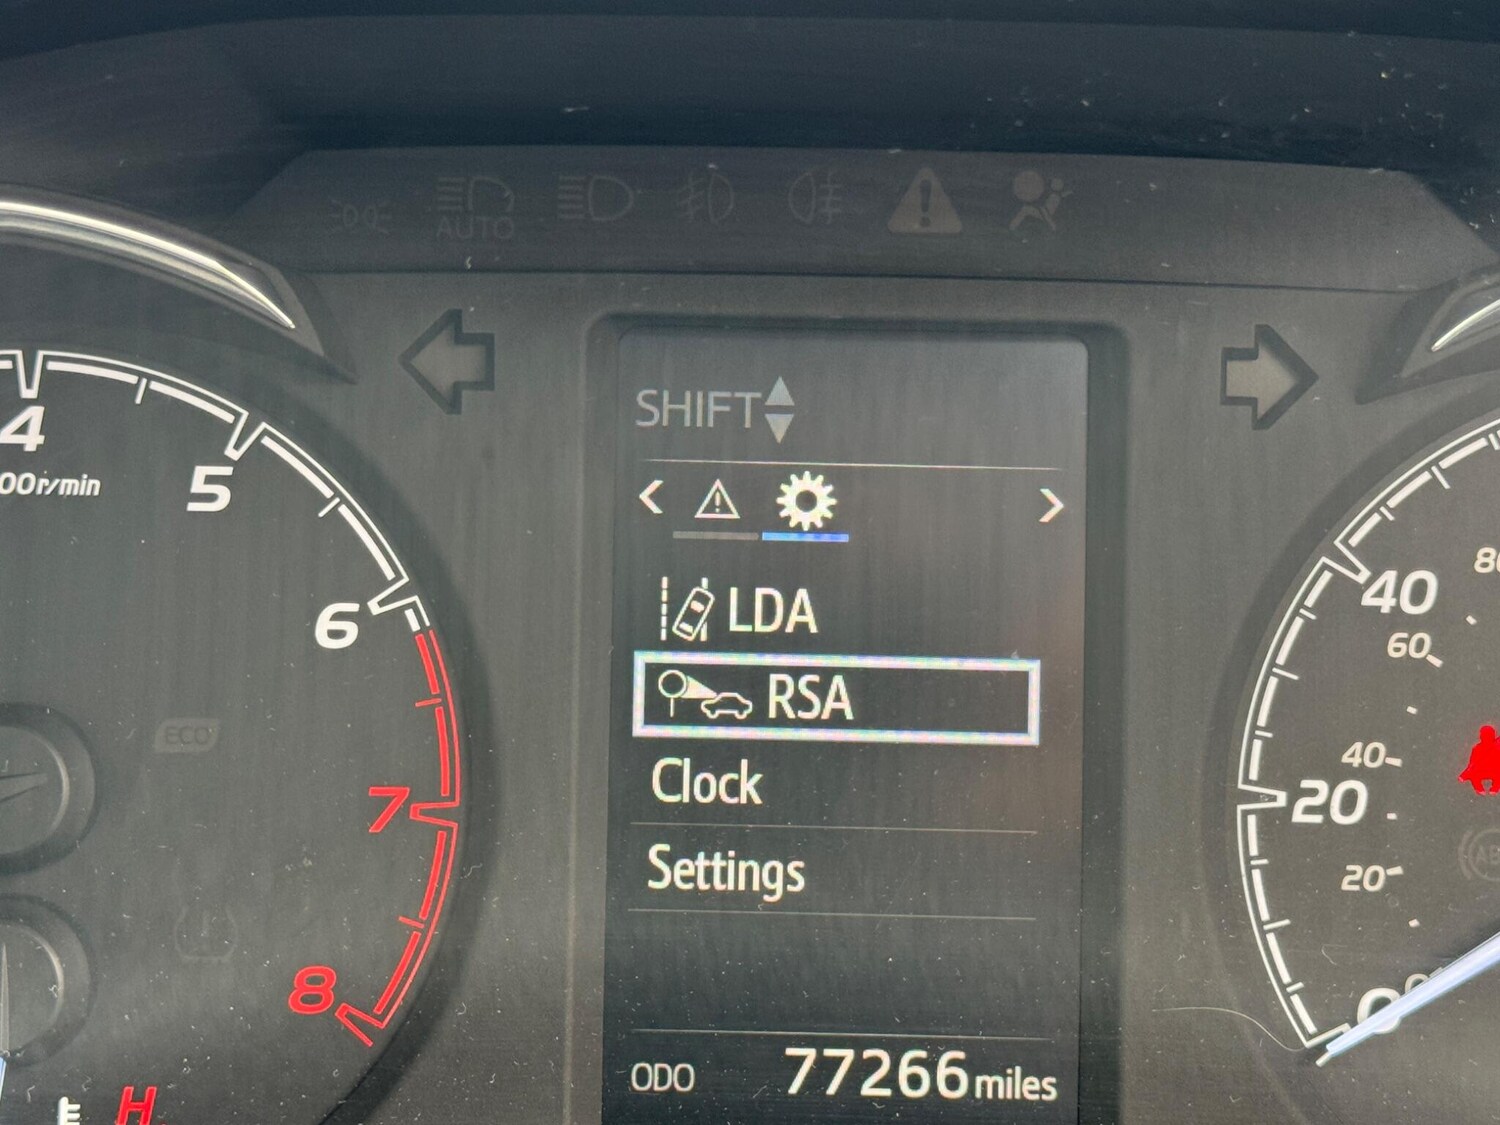 AUTO
SHIFT
4
00r/min
5
6
7
8
ECO
H
LDA
RSA
Clock
Settings
ODO 77266 miles
40
60
20
40
20
0